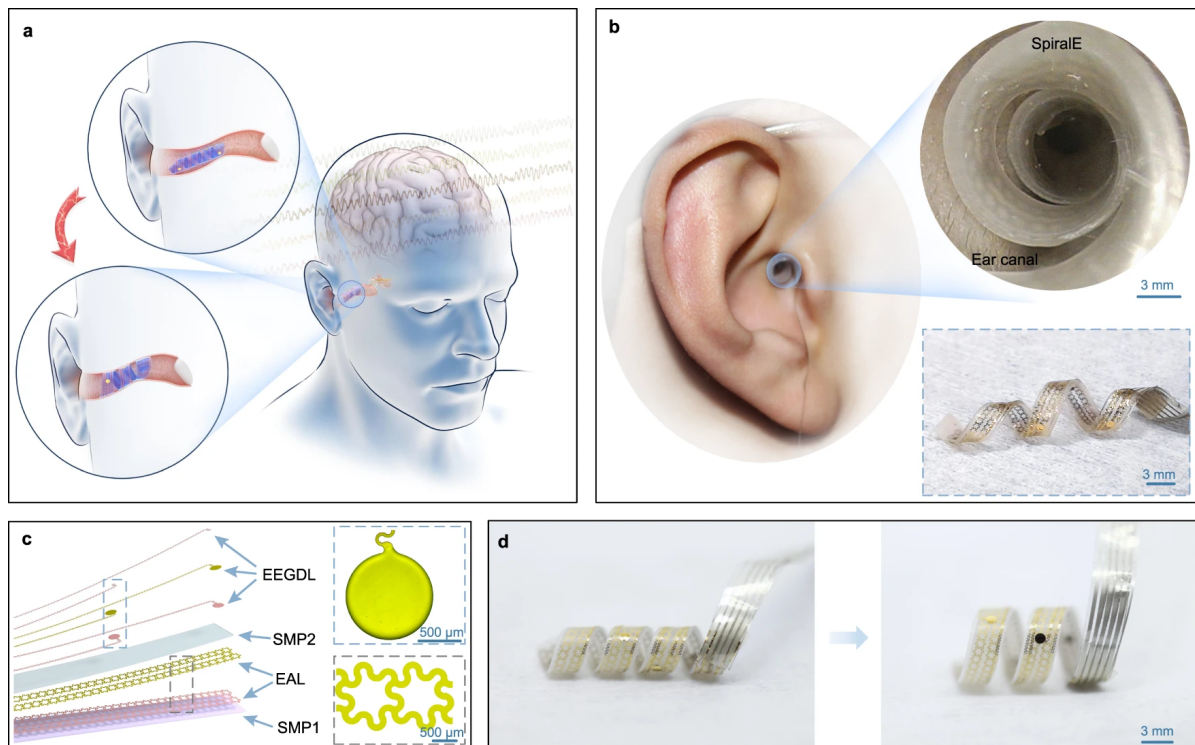 a
b
SpiralE
Ear canal
3 mm
3 mm
c
EEGDL
SMP2
EAL
SMP1
500 μm
500 μm
d
3 mm